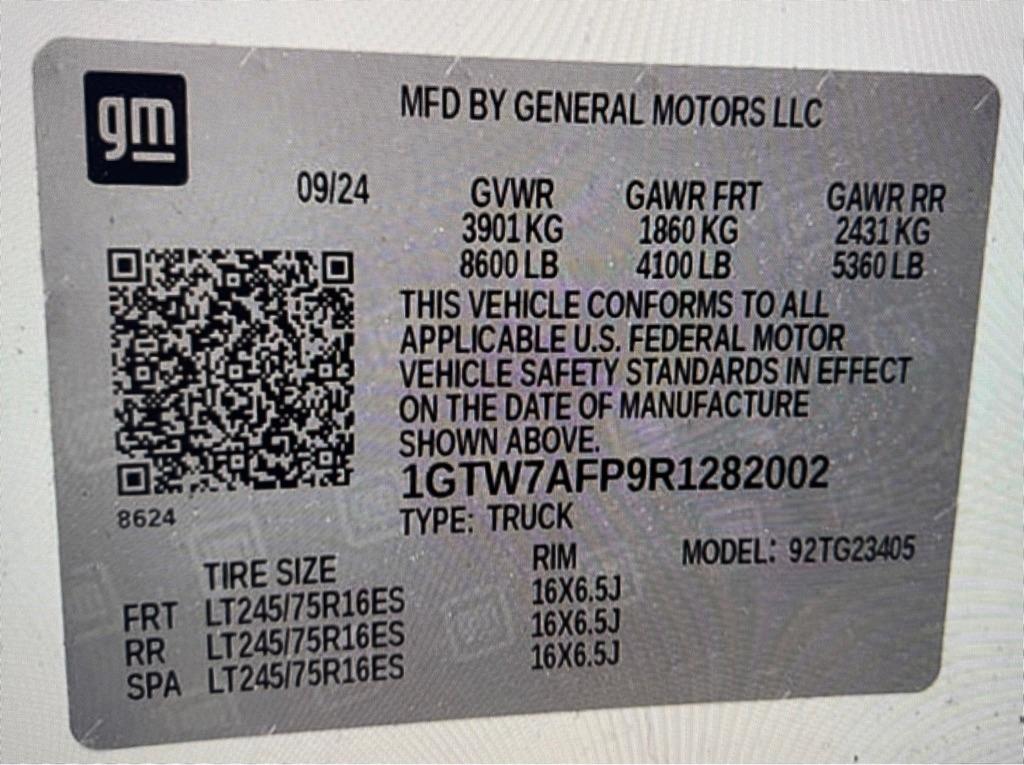 gm
MFD BY GENERAL MOTORS LLC
09/24 GVWR GAWR FRT GAWR RR
3901 KG 1860 KG 2431 KG
8600 LB 4100 LB 5360 LB
THIS VEHICLE CONFORMS TO ALL
APPLICABLE U.S. FEDERAL MOTOR
VEHICLE SAFETY STANDARDS IN EFFECT
ON THE DATE OF MANUFACTURE
SHOWN ABOVE.
1GTW7AFP9R1282002
8624
TYPE: TRUCK
TIRE SIZE RIM MODEL: 92TG23405
FRT LT245/75R16ES 16X6.5J
RR LT245/75R16ES 16X6.5J
SPA LT245/75R16ES 16X6.5J